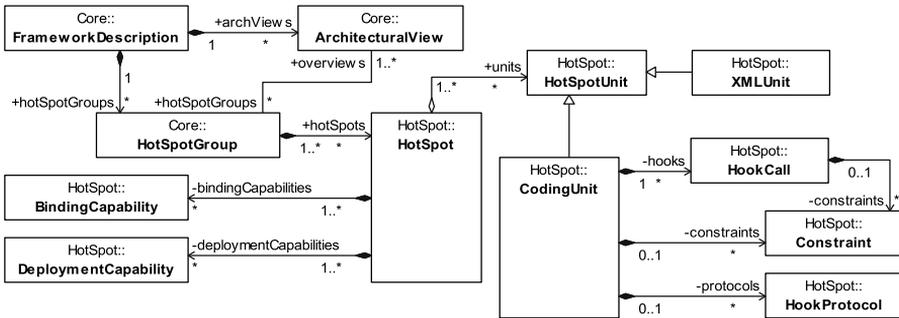 Core::
FrameworkDescription
+archViews
1
*
Core::
ArchitecturalView
+overviews
1..*
1
+hotSpotGroups
*
+hotSpotGroups
*
Core::
HotSpotGroup
+hotSpots
1..*
*
HotSpot::
HotSpot
+units
1..*
*
HotSpot::
HotSpotUnit
HotSpot::
XMLUnit
HotSpot::
BindingCapability
-bindingCapabilities
*
1..*
HotSpot::
DeploymentCapability
-deploymentCapabilities
*
1..*
HotSpot::
CodingUnit
-hooks
1
*
HotSpot::
HookCall
0..1
*
-constraints
-constraints
0..1
*
HotSpot::
Constraint
-protocols
0..1
*
HotSpot::
HookProtocol